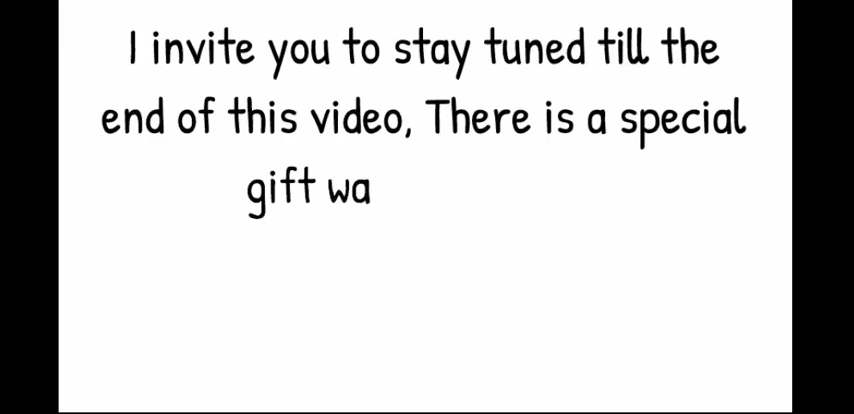 I invite you to stay tuned till the
end of this video, There is a special
gift wa